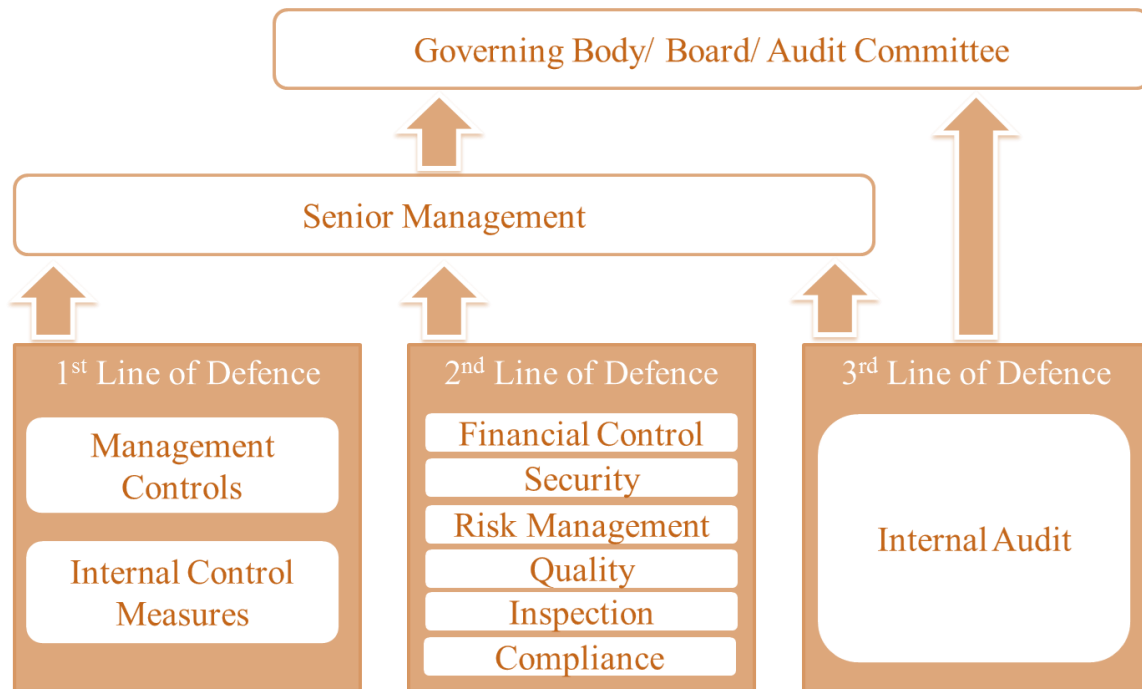 Governing Body/ Board/ Audit Committee
Senior Management
1st Line of Defence
Management
Controls
Internal Control
Measures
2nd Line of Defence
Financial Control
Security
Risk Management
Quality
Inspection
Compliance
3rd Line of Defence
Internal Audit